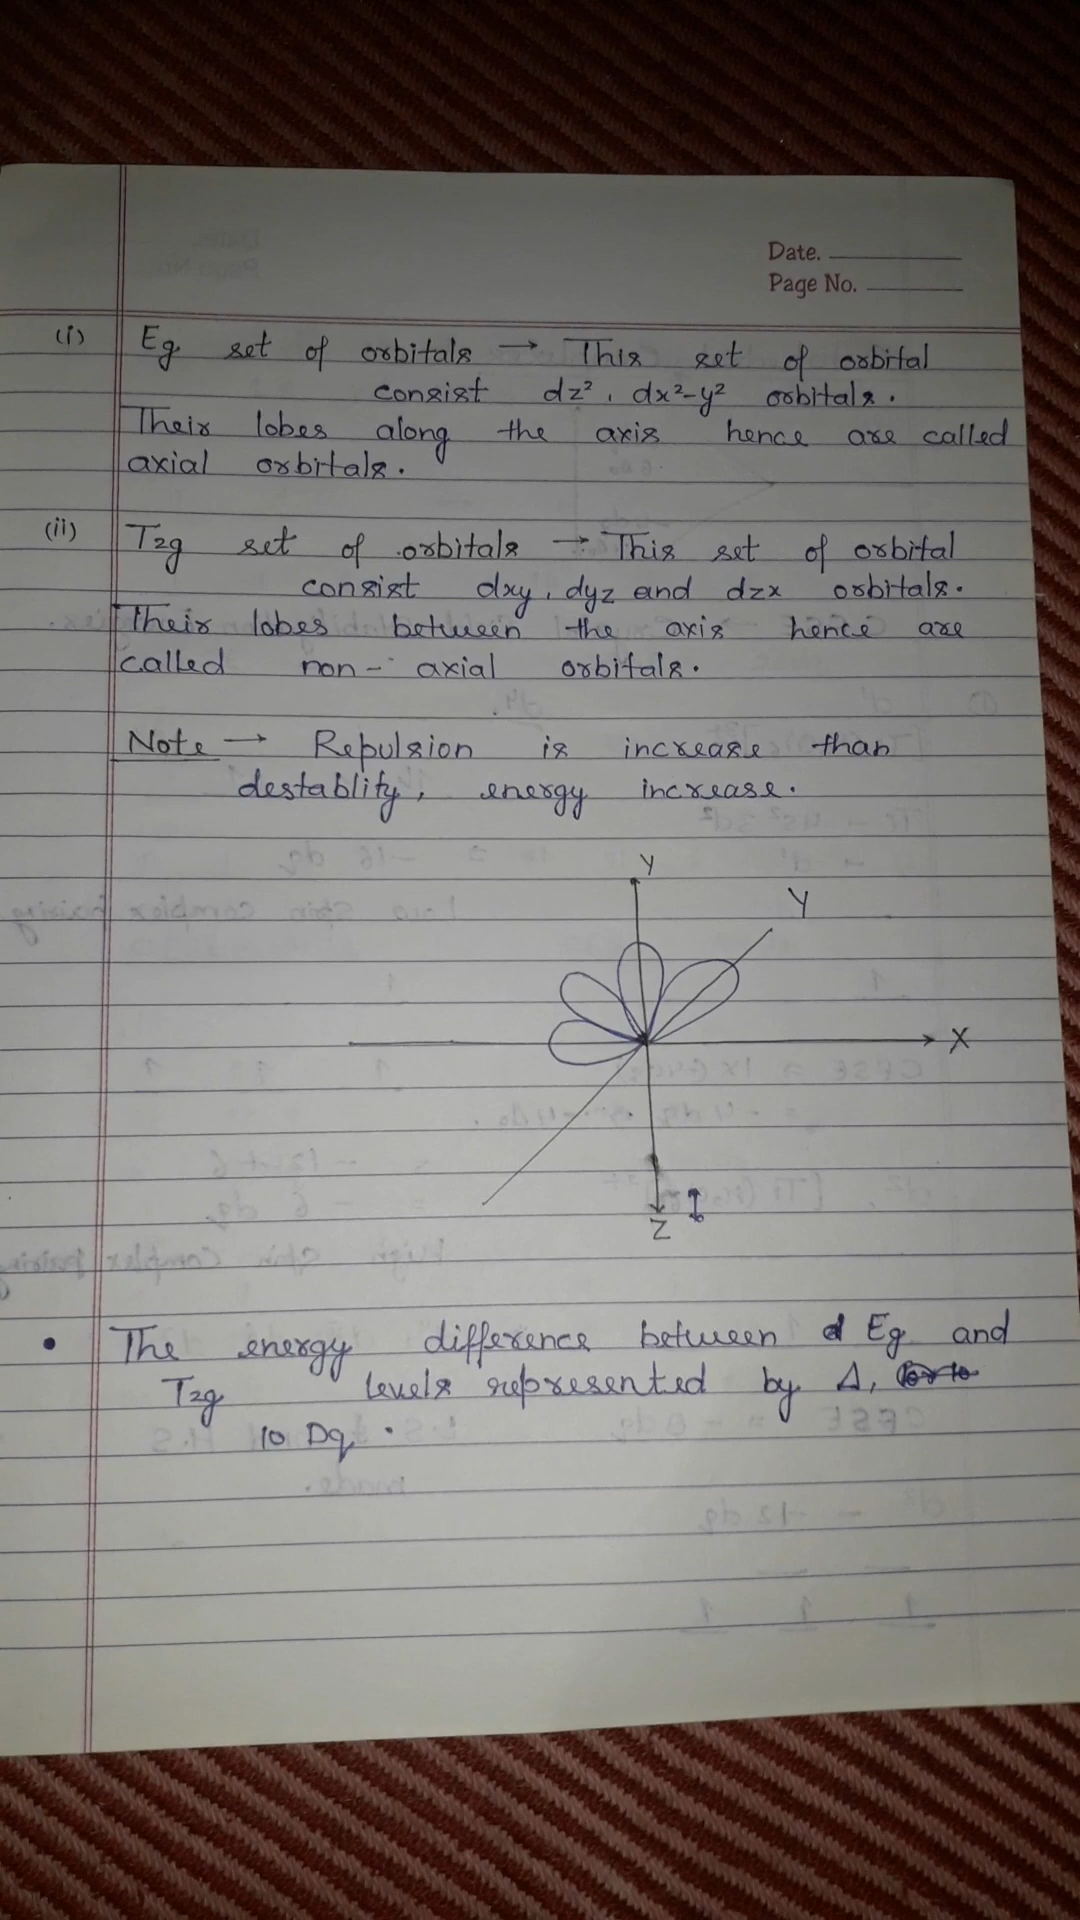 Date.
Page No.
(i) Eg set of orbitals → This set of orbital
consist dz², dx²-y² orbitals.
Their lobes along the axis hence are called
axial orbitals.
(ii) T2g set of orbitals → This set of orbital
consist dxy, dyz and dzx orbitals.
Their lobes between the axis hence are
called non- axial orbitals.
Note → Repulsion is increase than
destablity, energy increase.
Y
Y
X
Z
• The energy difference between Eg and
T2g levels represented by Δ,
10 Dq.